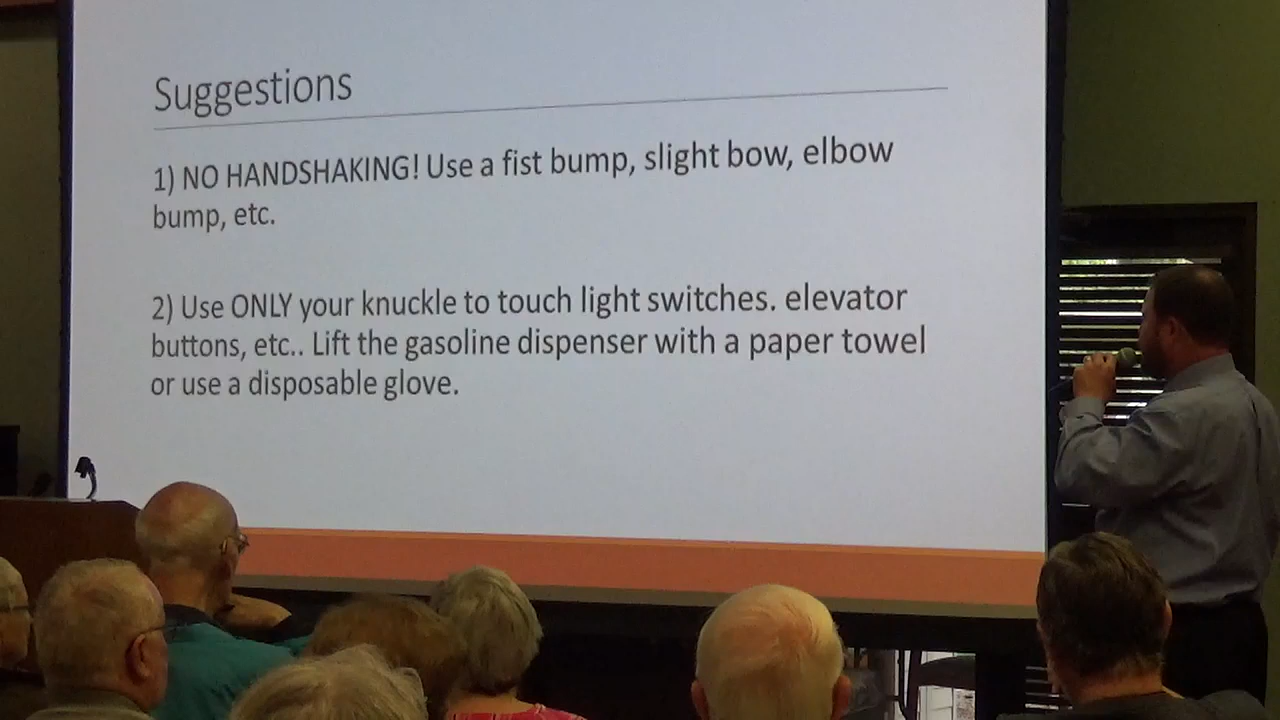 Suggestions
1) NO HANDSHAKING! Use a fist bump, slight bow, elbow
bump, etc.
2) Use ONLY your knuckle to touch light switches. elevator
buttons, etc.. Lift the gasoline dispenser with a paper towel
or use a disposable glove.